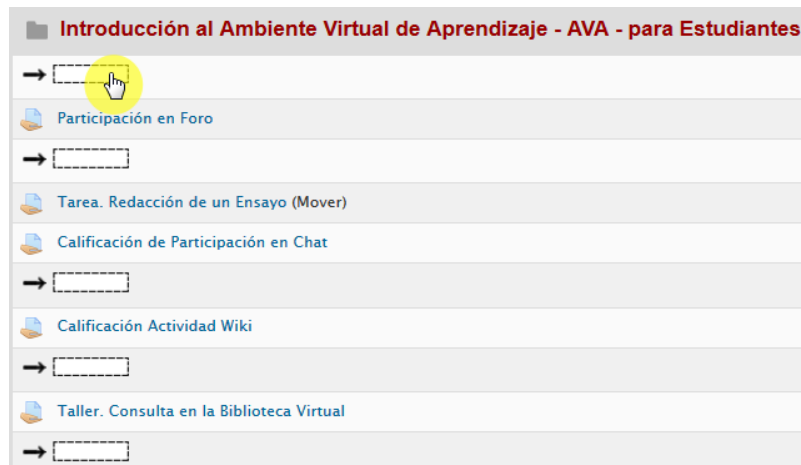 Introducción al Ambiente Virtual de Aprendizaje - AVA - para Estudiantes
Participación en Foro
Tarea. Redacción de un Ensayo (Mover)
Calificación de Participación en Chat
Calificación Actividad Wiki
Taller. Consulta en la Biblioteca Virtual